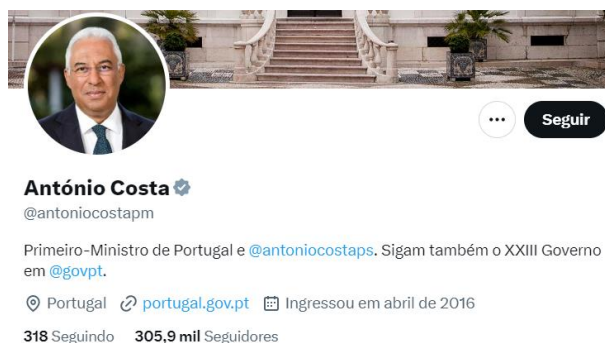 Seguir
António Costa
@antoniocostapm
Primeiro-Ministro de Portugal e @antoniocostaps. Sigam também o XXIII Governo
em @govpt.
Portugal portugal.gov.pt Ingressou em abril de 2016
318 Seguindo 305,9 mil Seguidores